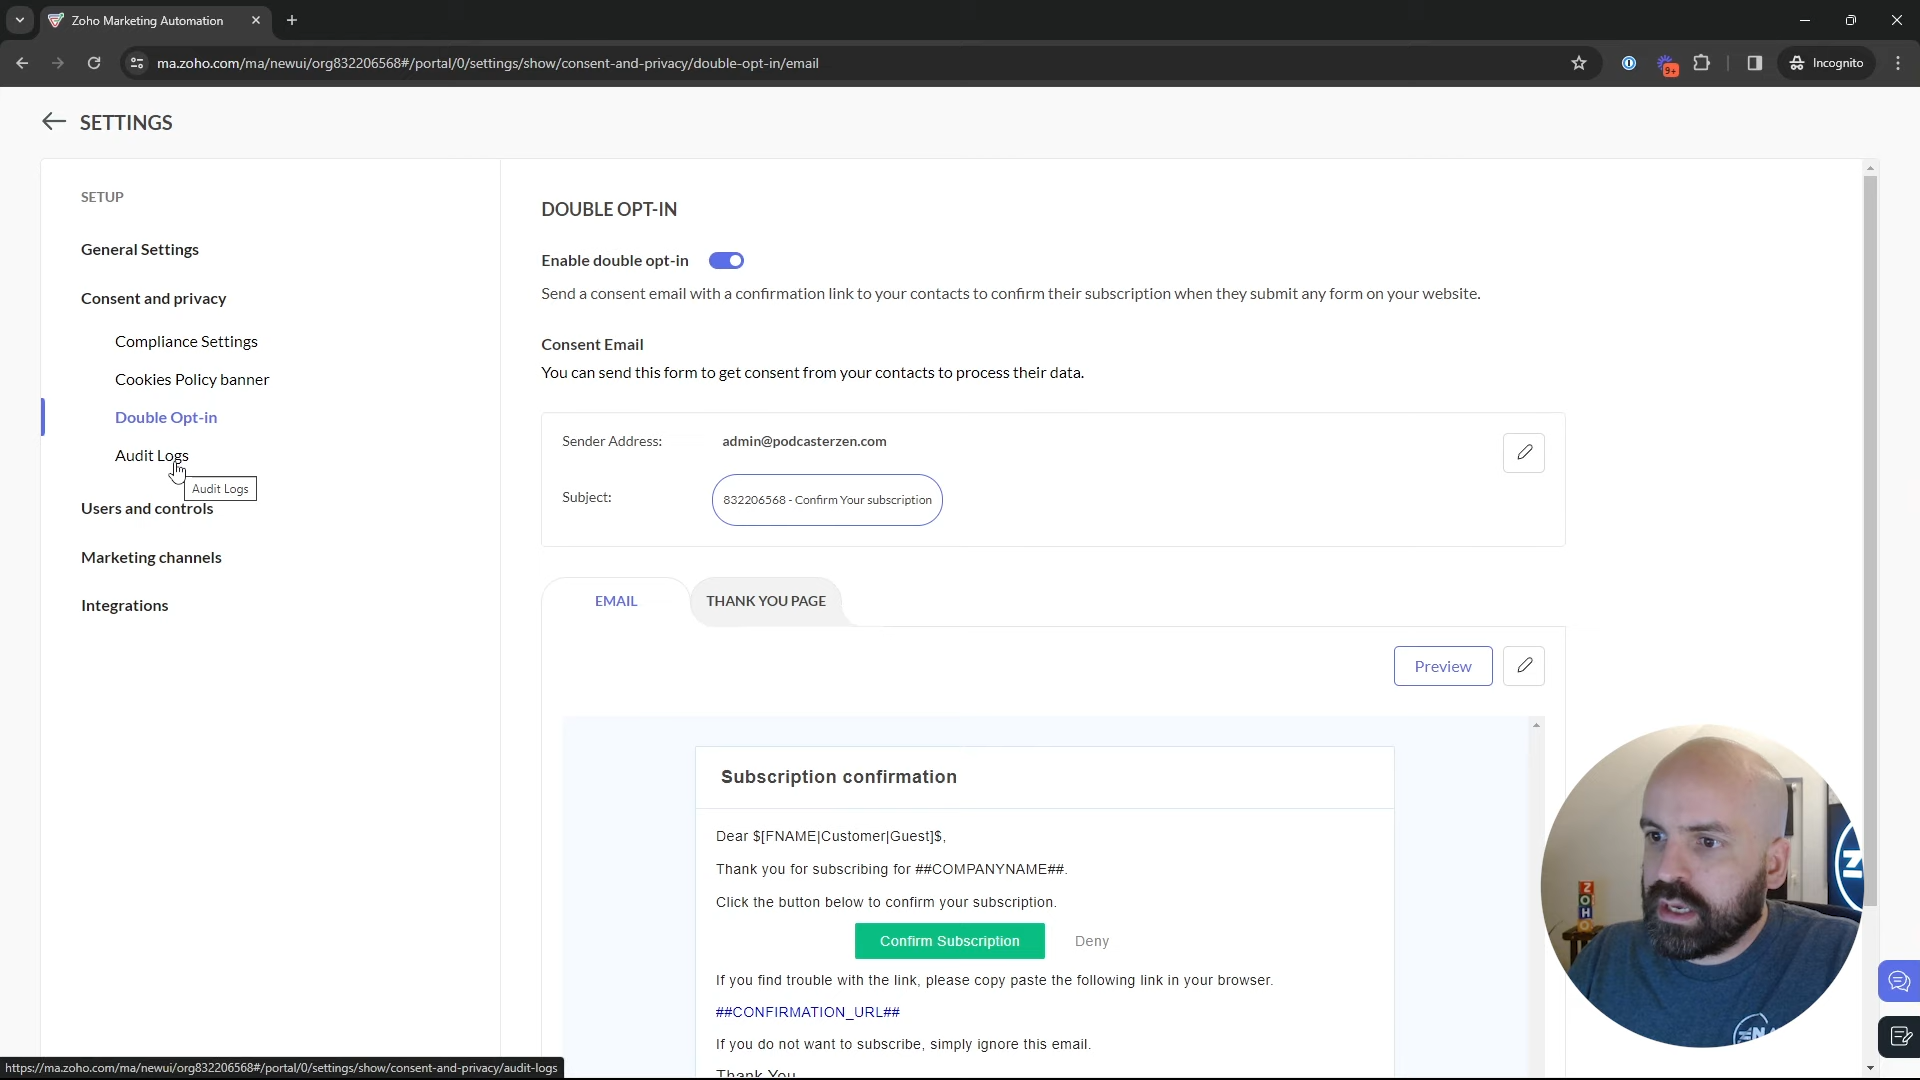 Zoho Marketing Automation
ma.zoho.com/ma/newui/org832206568#/portal/0/settings/show/consent-and-privacy/double-opt-in/email
9+
Incognito
SETTINGS
SETUP
General Settings
Consent and privacy
Compliance Settings
Cookies Policy banner
Double Opt-in
Audit Logs
Audit Logs
Users and controls
Marketing channels
Integrations
DOUBLE OPT-IN
Enable double opt-in
Send a consent email with a confirmation link to your contacts to confirm their subscription when they submit any form on your website.
Consent Email
You can send this form to get consent from your contacts to process their data.
Sender Address: admin@podcasterzen.com
Subject: 832206568 - Confirm Your subscription
EMAIL THANK YOU PAGE
Preview
Subscription confirmation
Dear $[FNAME|Customer|Guest]$,
Thank you for subscribing for ##COMPANYNAME##.
Click the button below to confirm your subscription.
Confirm Subscription Deny
If you find trouble with the link, please copy paste the following link in your browser.
##CONFIRMATION_URL##
If you do not want to subscribe, simply ignore this email.
Thank You
ZOHO
https://ma.zoho.com/ma/newui/org832206568#/portal/0/settings/show/consent-and-privacy/audit-logs